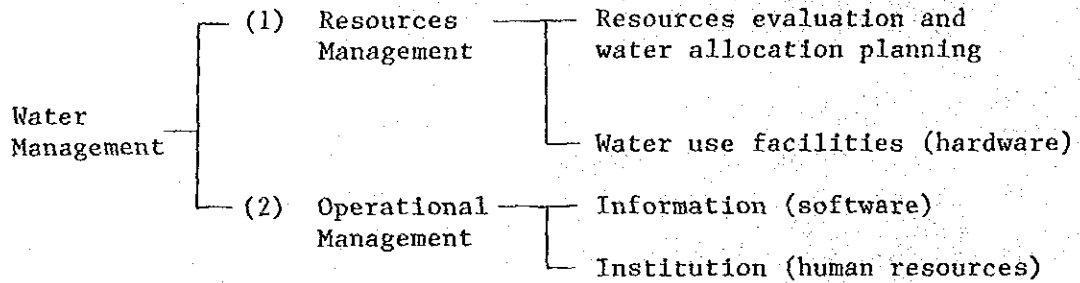 (1) Resources Management
Resources evaluation and
water allocation planning
Water
Management
Water use facilities (hardware)
(2) Operational Management
Information (software)
Institution (human resources)